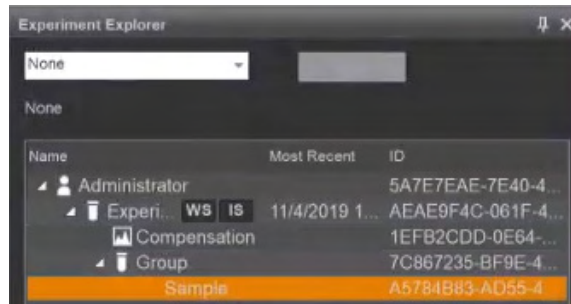 Experiment Explorer
None
None
Name Most Recent ID
Administrator 5A7E7EAE-7E40-4...
Experi... WS IS 11/4/2019 1... AEAE9F4C-061F-4...
Compensation 1EFB2CDD-0E64-...
Group 7C867235-BF9E-4...
Sample A5784B83-AD55-4